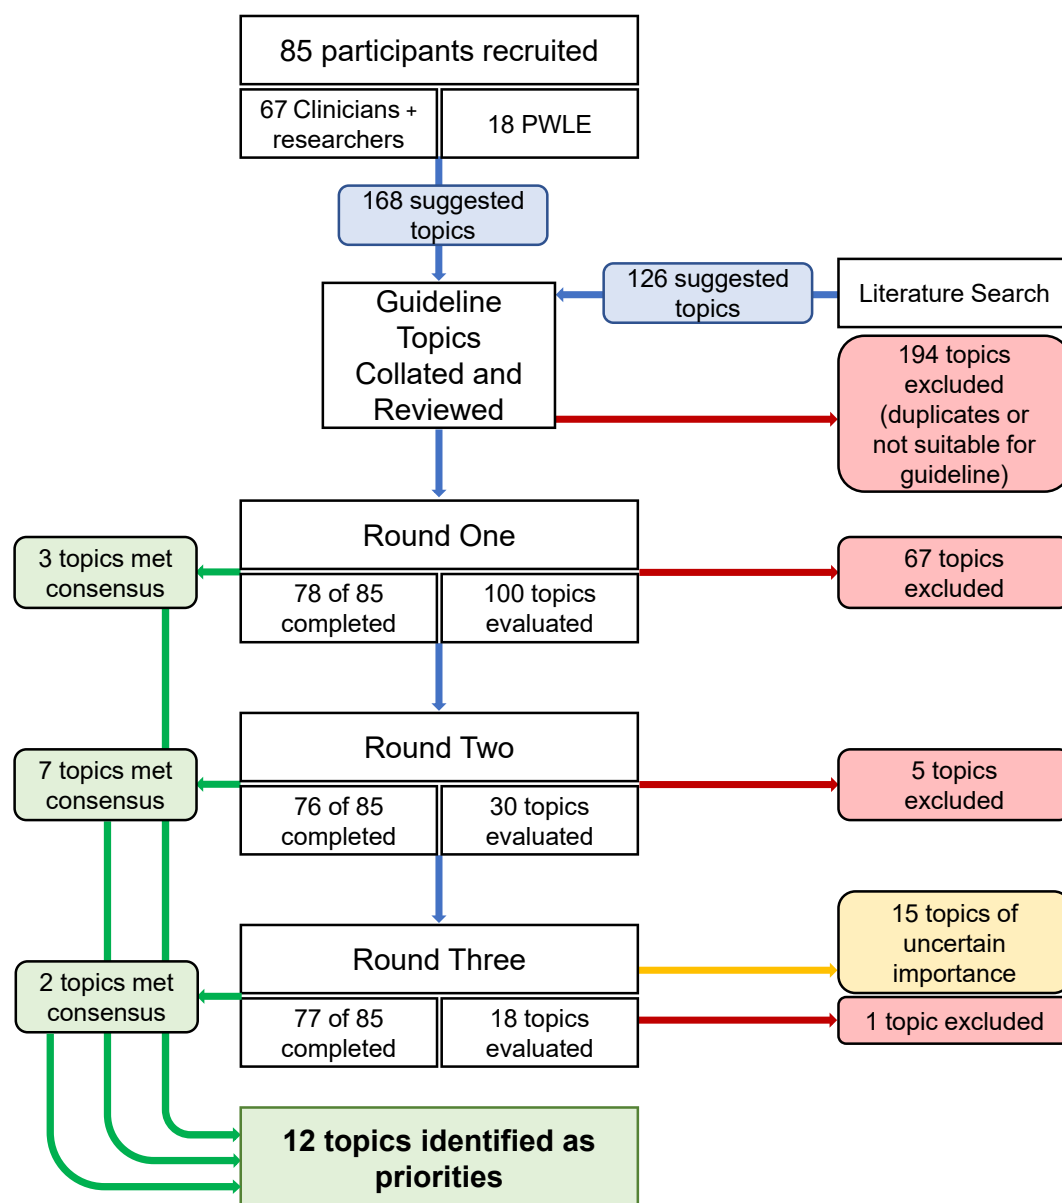 85 participants recruited
67 Clinicians +
researchers
18 PWLE
168 suggested
topics
126 suggested
topics
Literature Search
Guideline
Topics
Collated and
Reviewed
194 topics
excluded
(duplicates or
not suitable for
guideline)
Round One
3 topics met
consensus
78 of 85
completed
100 topics
evaluated
67 topics
excluded
Round Two
7 topics met
consensus
76 of 85
completed
30 topics
evaluated
5 topics
excluded
Round Three
2 topics met
consensus
77 of 85
completed
18 topics
evaluated
15 topics of
uncertain
importance
1 topic excluded
12 topics identified as
priorities